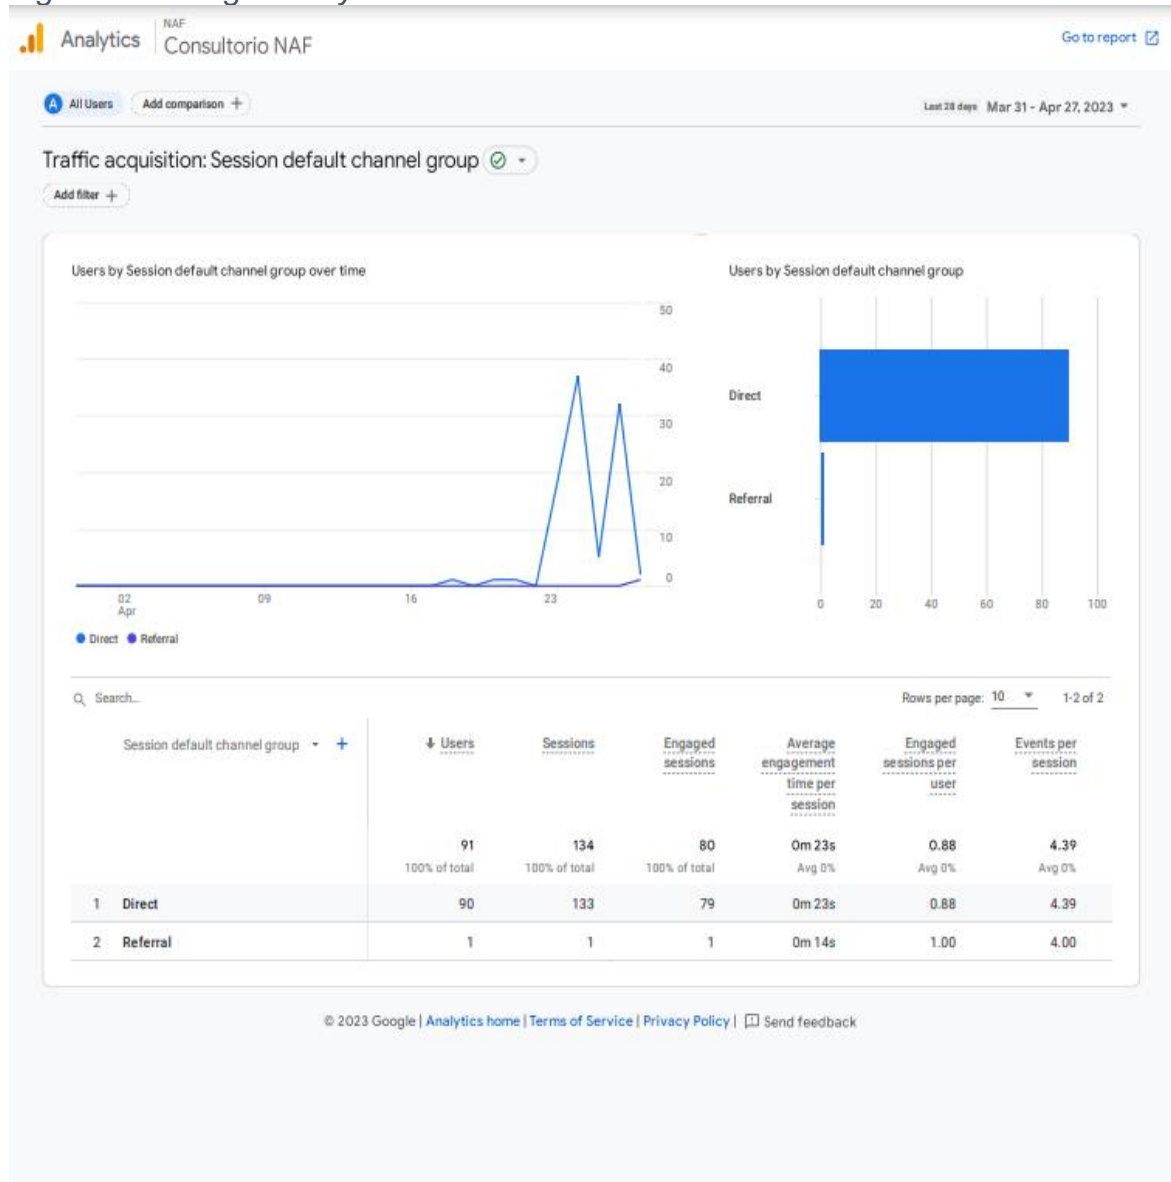 NAF
Analytics
Consultorio NAF
Go to report
A All Users
Add comparison +
Last 28 days Mar 31 - Apr 27, 2023
Traffic acquisition: Session default channel group
Add filter +
Users by Session default channel group over time
50
40
30
20
10
0
02 Apr
09
16
23
Direct
Referral
Users by Session default channel group
Direct
Referral
0 20 40 60 80 100
Search...
Rows per page: 10
1-2 of 2
Session default channel group +
Users
Sessions
Engaged sessions
Average engagement time per session
Engaged sessions per user
Events per session
91 134 80 0m 23s 0.88 4.39
100% of total 100% of total 100% of total Avg 0% Avg 0% Avg 0%
1 Direct 90 133 79 0m 23s 0.88 4.39
2 Referral 1 1 1 0m 14s 1.00 4.00
© 2023 Google | Analytics home | Terms of Service | Privacy Policy | Send feedback